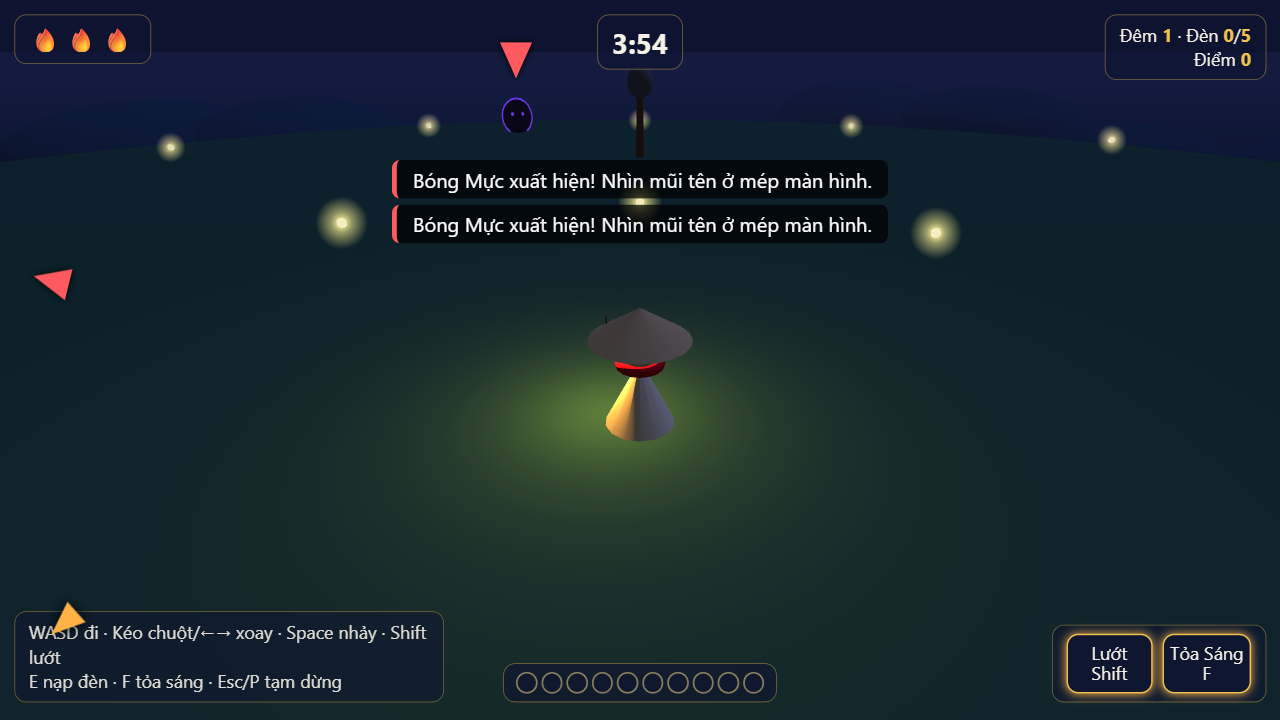 3:54
Đêm 1 · Đèn 0/5
Điểm 0
Bóng Mực xuất hiện! Nhìn mũi tên ở mép màn hình.
Bóng Mực xuất hiện! Nhìn mũi tên ở mép màn hình.
WASD đi · Kéo chuột/←→ xoay · Space nhảy · Shift
lướt
E nạp đèn · F tỏa sáng · Esc/P tạm dừng
Lướt
Shift
Tỏa Sáng
F